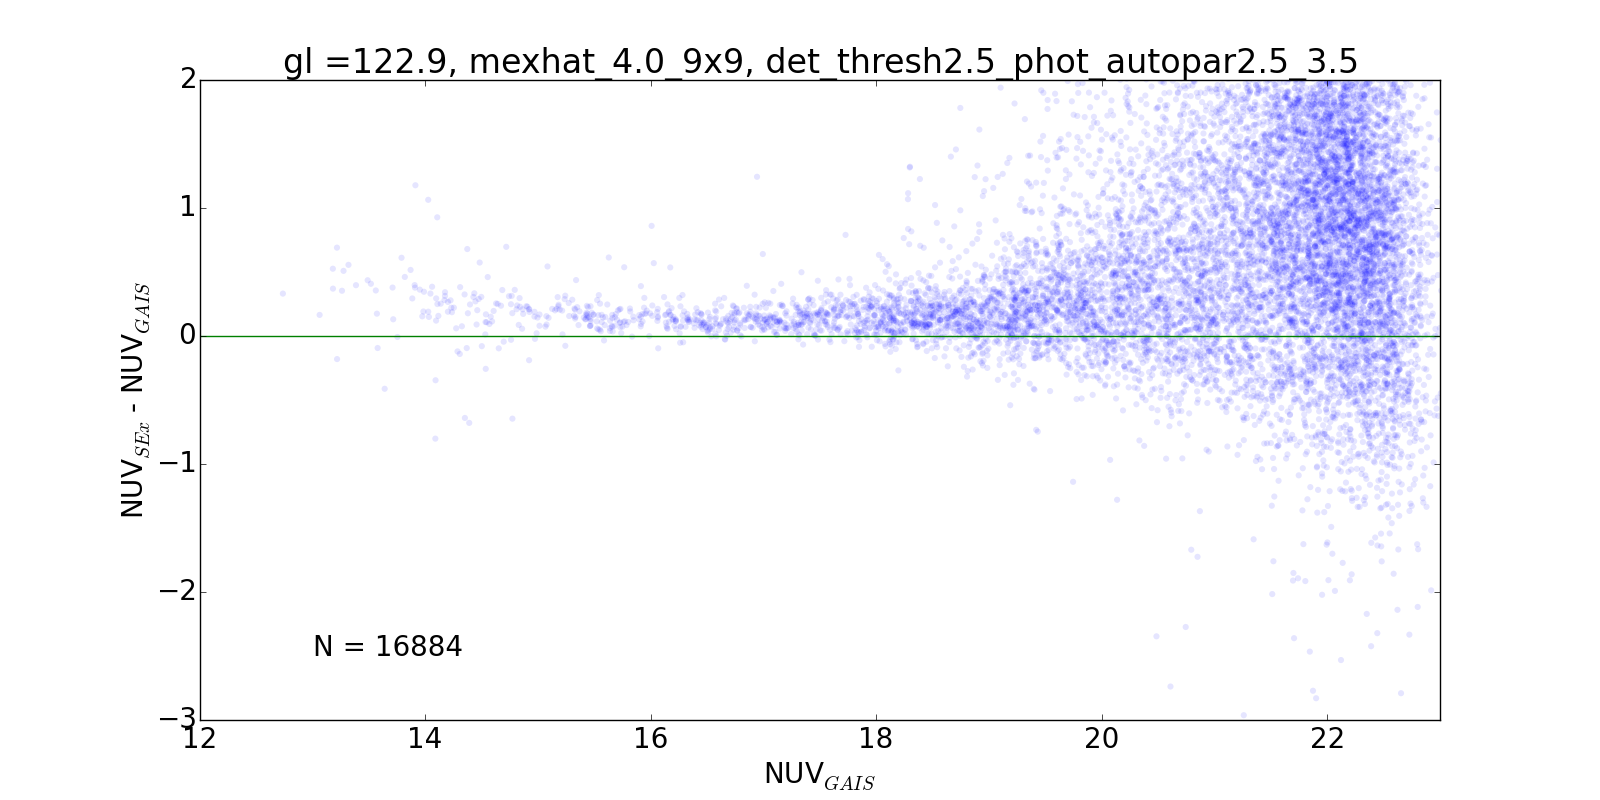 gl =122.9, mexhat_4.0_9x9, det_thresh2.5_phot_autopar2.5_3.5
2
1
0
−1
−2
−3
NUV_SEx - NUV_GAIS
N = 16884
12 14 16 18 20 22
NUV_GAIS